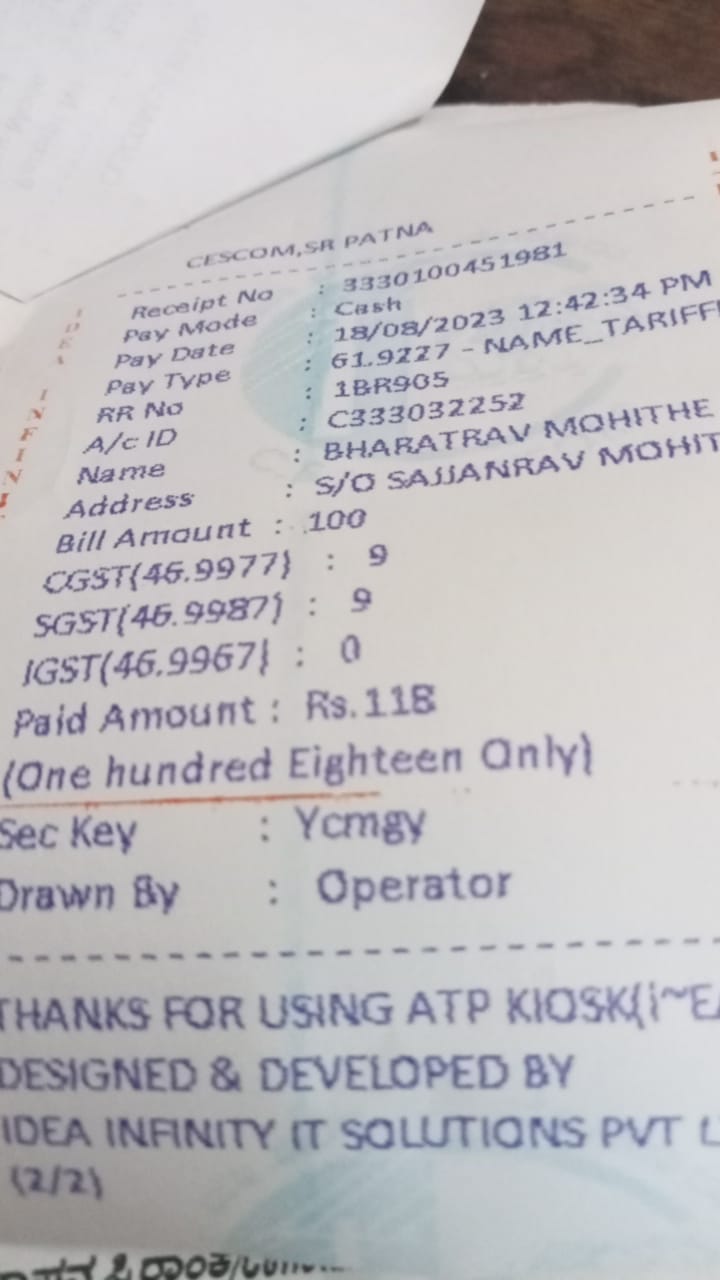 CESCOM,SR PATNA
Receipt No : 3330100451981
Pay Mode : Cash
Pay Date : 18/08/2023 12:42:34 PM
Pay Type : 61.9227 - NAME_TARIFF
RR No : 1BR905
A/c ID : C333032252
Name : BHARATRAV MOHITHE
Address : S/O SAJJANRAV MOHIT
Bill Amount : 100
CGST(46.9977) : 9
SGST(46.9987) : 9
IGST(46.9967) : 0
Paid Amount : Rs.118
(One hundred Eighteen Only)
Sec Key : Ycmgy
Drawn By : Operator
THANKS FOR USING ATP KIOSK(i~E
DESIGNED & DEVELOPED BY
IDEA INFINITY IT SOLUTIONS PVT L
(2/2)